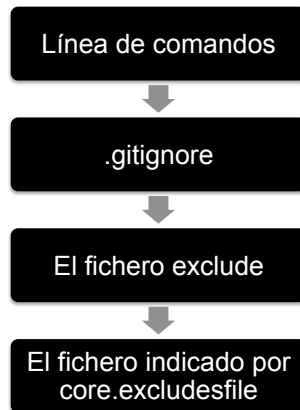 Línea de comandos
.gitignore
El fichero exclude
El fichero indicado por
core.excludesfile